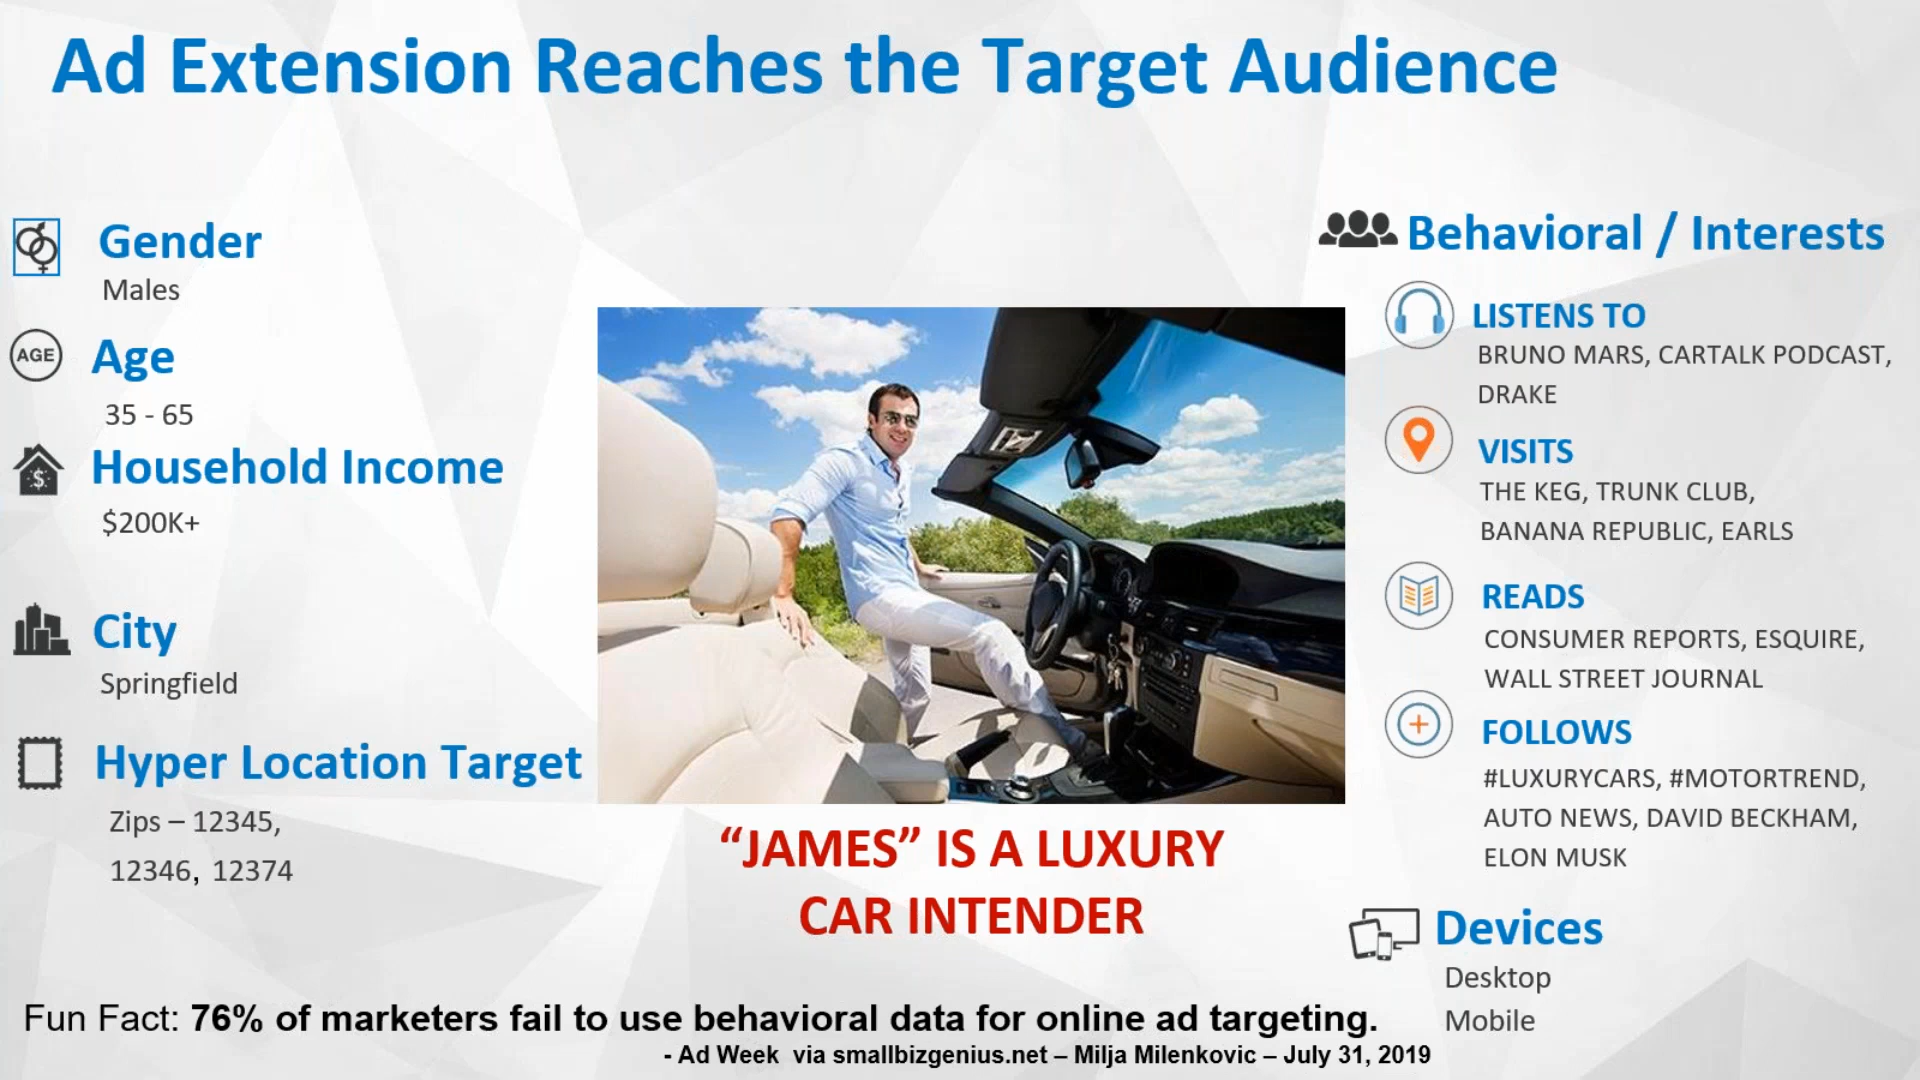 Ad Extension Reaches the Target Audience
Gender
Males
AGE
Age
35 - 65
$
Household Income
$200K+
City
Springfield
Hyper Location Target
Zips – 12345,
12346, 12374
“JAMES” IS A LUXURY
CAR INTENDER
Behavioral / Interests
LISTENS TO
BRUNO MARS, CARTALK PODCAST,
DRAKE
VISITS
THE KEG, TRUNK CLUB,
BANANA REPUBLIC, EARLS
READS
CONSUMER REPORTS, ESQUIRE,
WALL STREET JOURNAL
FOLLOWS
#LUXURYCARS, #MOTORTREND,
AUTO NEWS, DAVID BECKHAM,
ELON MUSK
Devices
Desktop
Mobile
Fun Fact: 76% of marketers fail to use behavioral data for online ad targeting.
- Ad Week via smallbizgenius.net – Milja Milenkovic – July 31, 2019